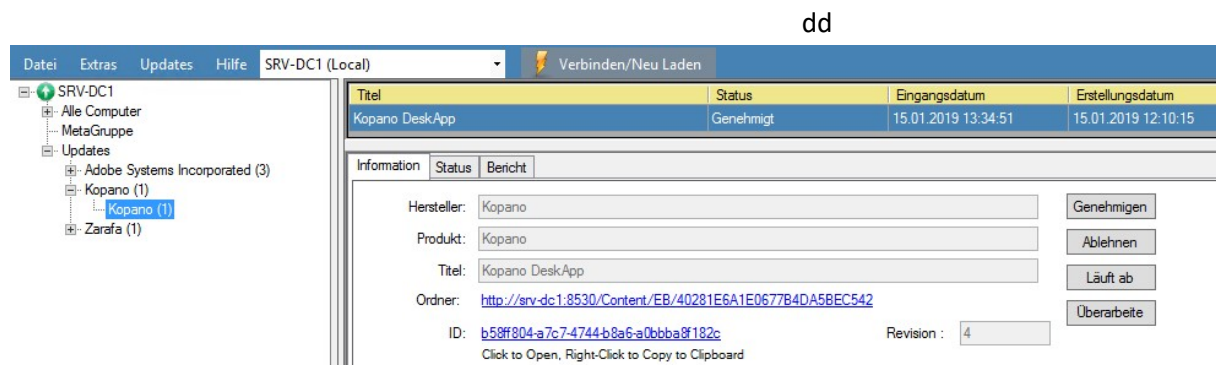 dd
Datei Extras Updates Hilfe SRV-DC1 (Local) Verbinden/Neu Laden
SRV-DC1
Alle Computer
MetaGruppe
Updates
Adobe Systems Incorporated (3)
Kopano (1)
Kopano (1)
Zarafa (1)
Titel Status Eingangsdatum Erstellungsdatum
Kopano DeskApp Genehmigt 15.01.2019 13:34:51 15.01.2019 12:10:15
Information Status Bericht
Hersteller: Kopano Genehmigen
Produkt: Kopano Ablehnen
Titel: Kopano DeskApp Läuft ab
Ordner: http://srv-dc1:8530/Content/EB/40281E6A1E0677B4DA5BEC542 Überarbeite
ID: b58ff804-a7c7-4744-b8a6-a0bbba8f182c Revision : 4
Click to Open, Right-Click to Copy to Clipboard